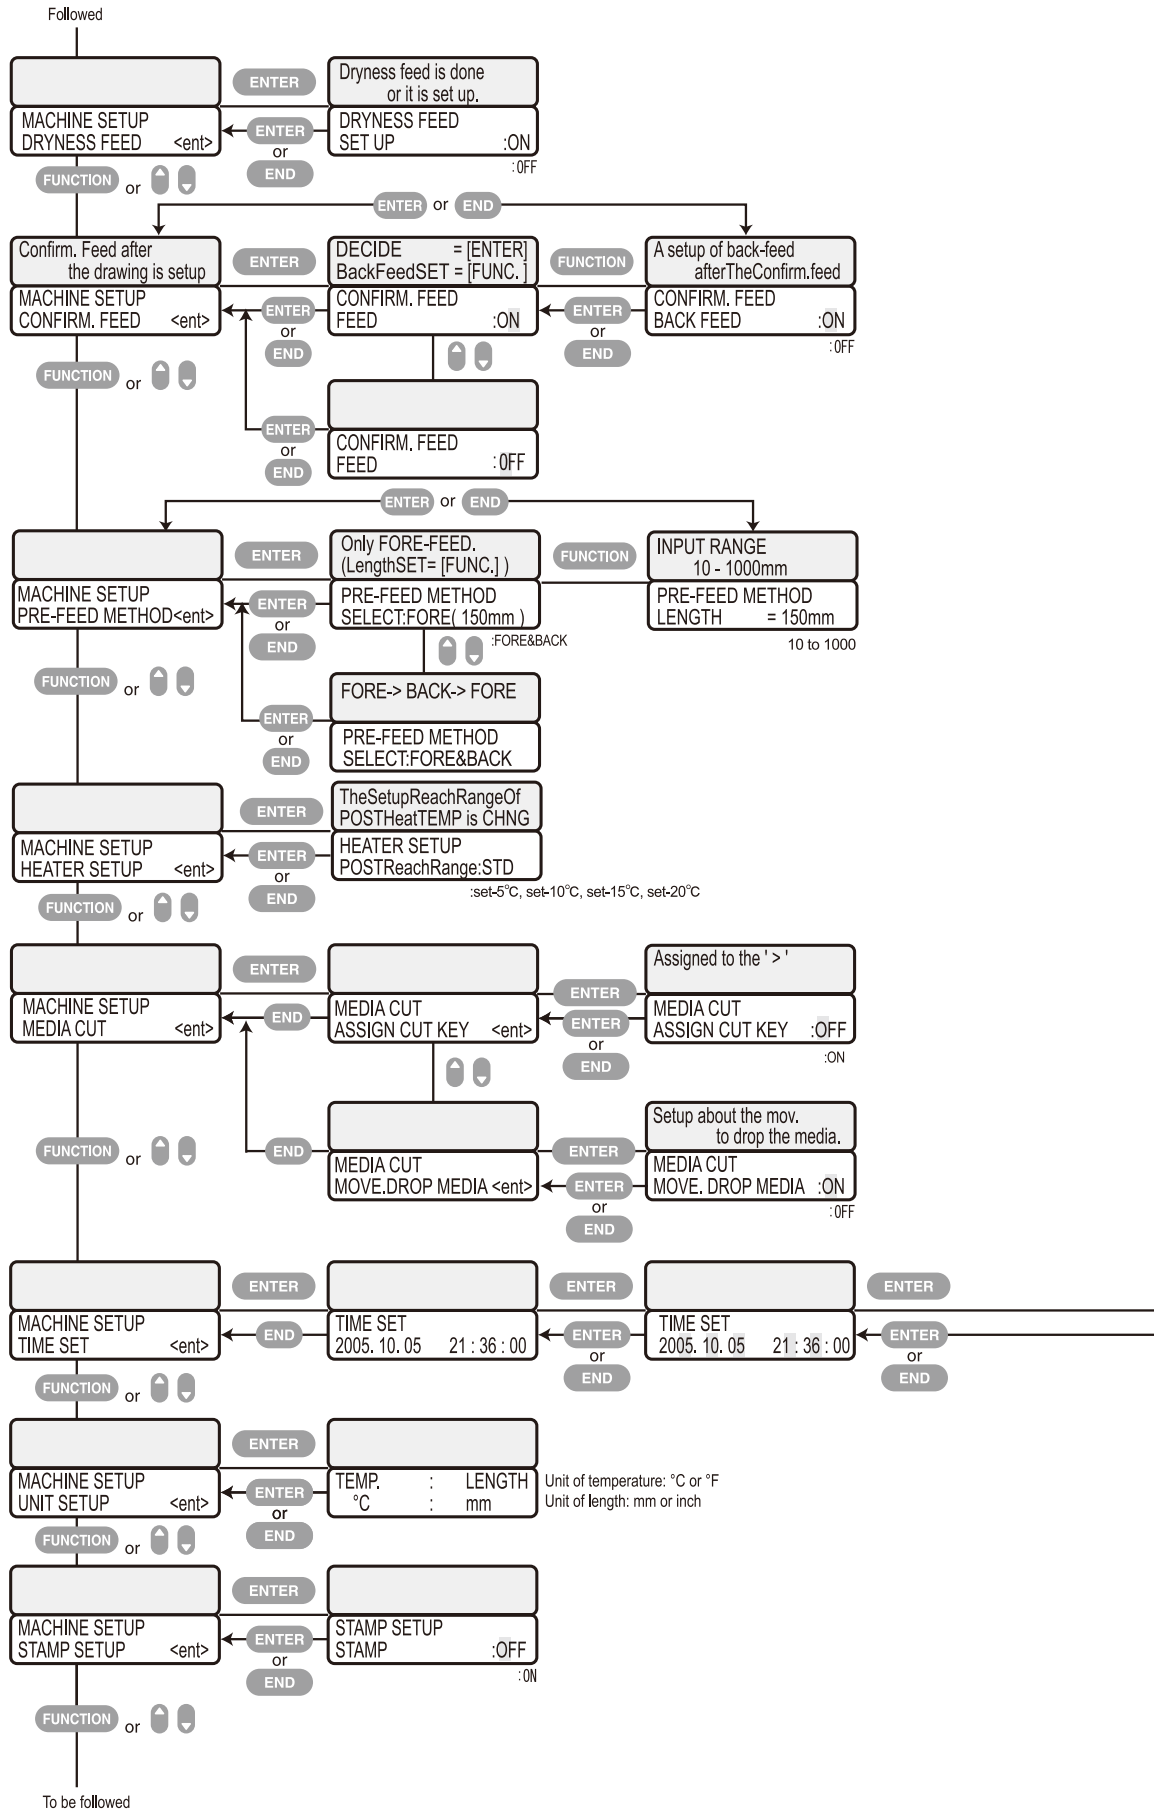 Followed
ENTER
Dryness feed is done
or it is set up.
MACHINE SETUP
DRYNESS FEED <ent>
ENTER
or
END
DRYNESS FEED
SET UP :ON
:OFF
FUNCTION or
ENTER or END
Confirm. Feed after
the drawing is setup
ENTER
DECIDE = [ENTER]
BackFeedSET = [FUNC. ]
FUNCTION
A setup of back-feed
afterTheConfirm.feed
MACHINE SETUP
CONFIRM. FEED <ent>
ENTER
or
END
CONFIRM. FEED
FEED :ON
ENTER
or
END
CONFIRM. FEED
BACK FEED :ON
:OFF
FUNCTION or
ENTER
or
END
CONFIRM. FEED
FEED :OFF
ENTER or END
ENTER
Only FORE-FEED.
(LengthSET= [FUNC.] )
FUNCTION
INPUT RANGE
10 - 1000mm
MACHINE SETUP
PRE-FEED METHOD<ent>
ENTER
or
END
PRE-FEED METHOD
SELECT:FORE( 150mm )
:FORE&BACK
PRE-FEED METHOD
LENGTH = 150mm
10 to 1000
FUNCTION or
FORE-> BACK-> FORE
ENTER
or
END
PRE-FEED METHOD
SELECT:FORE&BACK
ENTER
TheSetupReachRangeOf
POSTHeatTEMP is CHNG
MACHINE SETUP
HEATER SETUP <ent>
ENTER
or
END
HEATER SETUP
POSTReachRange:STD
:set-5°C, set-10°C, set-15°C, set-20°C
FUNCTION or
ENTER
ENTER
Assigned to the ' > '
MACHINE SETUP
MEDIA CUT <ent>
END
MEDIA CUT
ASSIGN CUT KEY <ent>
ENTER
or
END
MEDIA CUT
ASSIGN CUT KEY :OFF
:ON
FUNCTION or
END
ENTER
Setup about the mov.
to drop the media.
MEDIA CUT
MOVE.DROP MEDIA <ent>
ENTER
or
END
MEDIA CUT
MOVE. DROP MEDIA :ON
:OFF
ENTER
ENTER
ENTER
MACHINE SETUP
TIME SET <ent>
END
TIME SET
2005. 10. 05 21 : 36 : 00
ENTER
or
END
TIME SET
2005. 10. 05 21 : 36 : 00
ENTER
or
END
FUNCTION or
ENTER
MACHINE SETUP
UNIT SETUP <ent>
ENTER
or
END
TEMP. : LENGTH
°C : mm
Unit of temperature: °C or °F
Unit of length: mm or inch
FUNCTION or
ENTER
MACHINE SETUP
STAMP SETUP <ent>
ENTER
or
END
STAMP SETUP
STAMP :OFF
:ON
FUNCTION or
To be followed